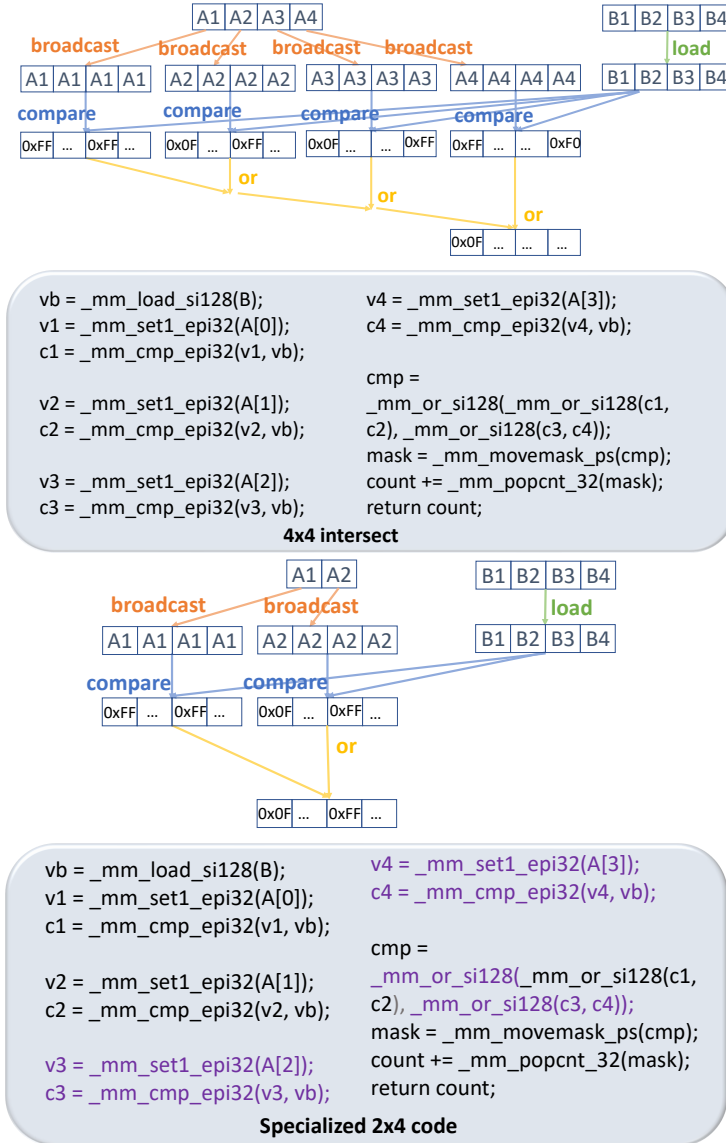 A1 A2 A3 A4
B1 B2 B3 B4
broadcast broadcast broadcast broadcast
load
A1 A1 A1 A1
A2 A2 A2 A2
A3 A3 A3 A3
A4 A4 A4 A4
B1 B2 B3 B4
compare compare compare compare
0xFF ... 0xFF ...
0x0F ... 0xFF ...
0x0F ... ... 0xFF
0xFF ... ... 0xF0
or
or
or
0x0F ... ... ...
vb = _mm_load_si128(B);
v1 = _mm_set1_epi32(A[0]);
c1 = _mm_cmp_epi32(v1, vb);
v2 = _mm_set1_epi32(A[1]);
c2 = _mm_cmp_epi32(v2, vb);
v3 = _mm_set1_epi32(A[2]);
c3 = _mm_cmp_epi32(v3, vb);
v4 = _mm_set1_epi32(A[3]);
c4 = _mm_cmp_epi32(v4, vb);
cmp =
_mm_or_si128(_mm_or_si128(c1,
c2), _mm_or_si128(c3, c4));
mask = _mm_movemask_ps(cmp);
count += _mm_popcnt_32(mask);
return count;
4x4 intersect
A1 A2
B1 B2 B3 B4
broadcast broadcast
load
A1 A1 A1 A1
A2 A2 A2 A2
B1 B2 B3 B4
compare compare
0xFF ... 0xFF ...
0x0F ... 0xFF ...
or
0x0F ... 0xFF ...
vb = _mm_load_si128(B);
v1 = _mm_set1_epi32(A[0]);
c1 = _mm_cmp_epi32(v1, vb);
v2 = _mm_set1_epi32(A[1]);
c2 = _mm_cmp_epi32(v2, vb);
v3 = _mm_set1_epi32(A[2]);
c3 = _mm_cmp_epi32(v3, vb);
v4 = _mm_set1_epi32(A[3]);
c4 = _mm_cmp_epi32(v4, vb);
cmp =
_mm_or_si128(_mm_or_si128(c1,
c2), _mm_or_si128(c3, c4));
mask = _mm_movemask_ps(cmp);
count += _mm_popcnt_32(mask);
return count;
Specialized 2x4 code